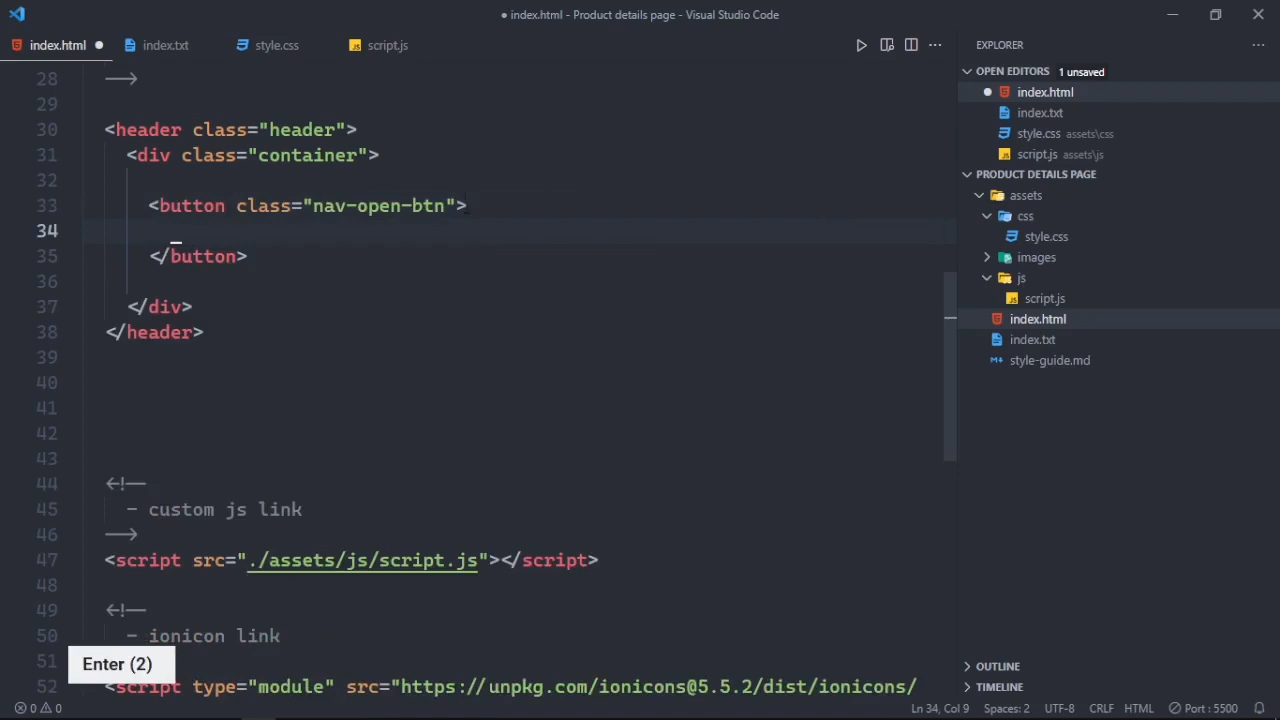 ● index.html - Product details page - Visual Studio Code
index.html ●
index.txt
style.css
JS script.js
28 -->
29
30 <header class="header">
31 <div class="container">
32
33 <button class="nav-open-btn">
34
35 </button>
36
37 </div>
38 </header>
39
40
41
42
43
44 <!--
45 - custom js link
46 -->
47 <script src="./assets/js/script.js"></script>
48
49 <!--
50 - ionicon link
51
52 <script type="module" src="https://unpkg.com/ionicons@5.5.2/dist/ionicons/
Enter (2)
EXPLORER
OPEN EDITORS 1 unsaved
● index.html
index.txt
style.css assets\css
JS script.js assets\js
PRODUCT DETAILS PAGE
assets
css
style.css
images
js
JS script.js
index.html
index.txt
style-guide.md
OUTLINE
TIMELINE
0 0
Ln 34, Col 9
Spaces: 2
UTF-8
CRLF
HTML
Port : 5500